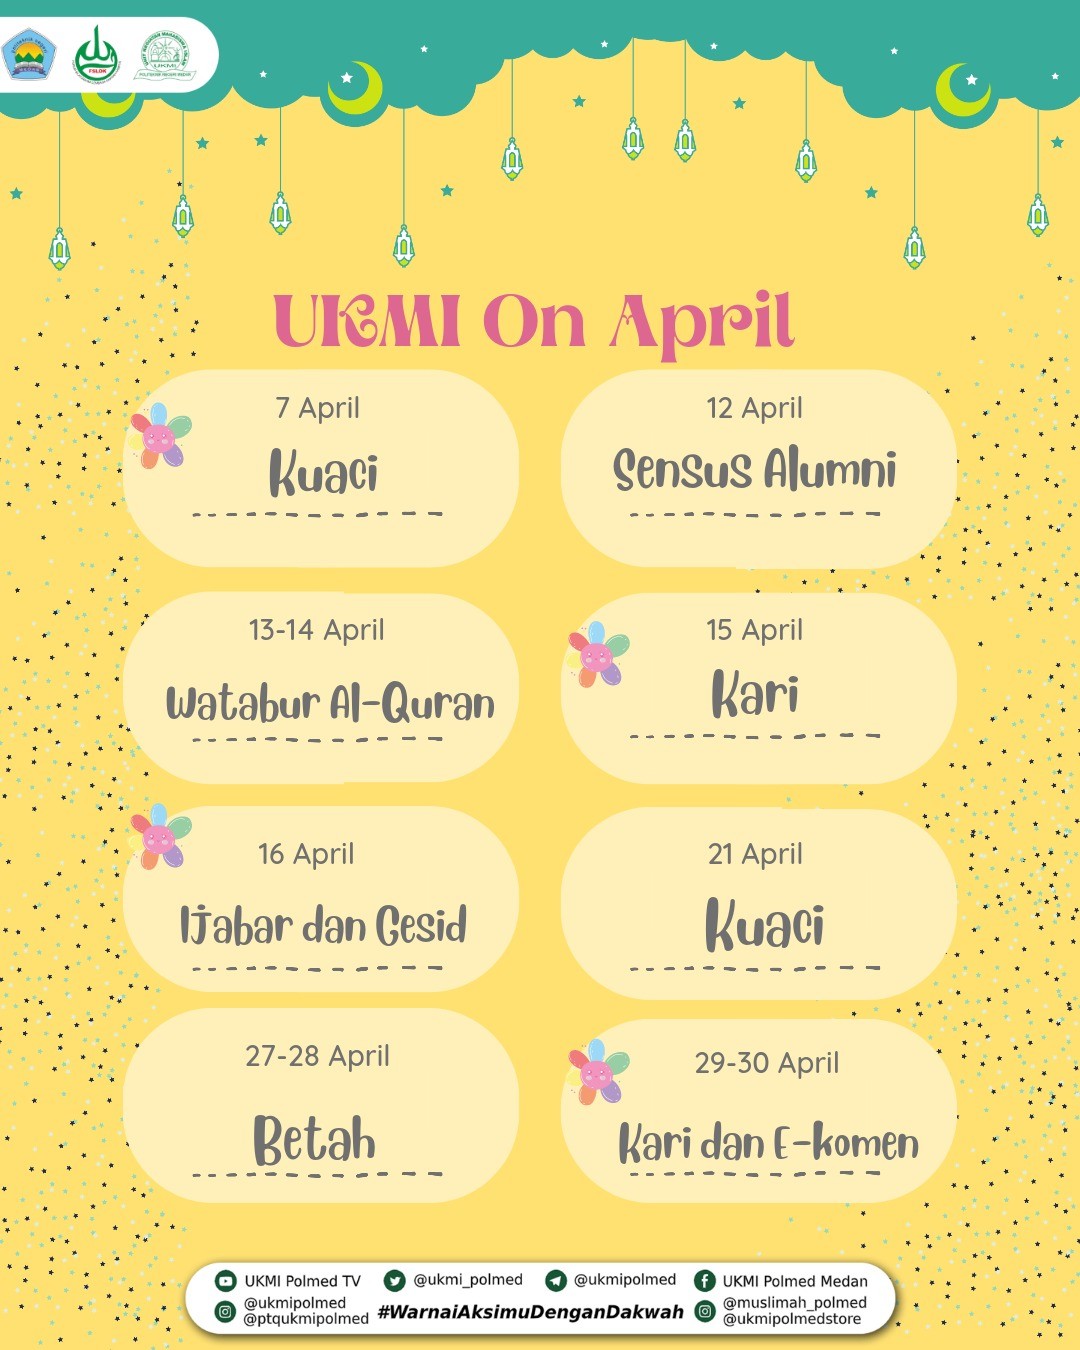 UKMI
UKMI On April
7 April
Kuaci
12 April
Sensus Alumni
13-14 April
Watabur Al-Quran
15 April
Kari
16 April
Ijabar dan Gesid
21 April
Kuaci
27-28 April
Betah
29-30 April
Kari dan E-komen
UKMI Polmed TV
@ukmi_polmed
@ukmipolmed
UKMI Polmed Medan
@ukmipolmed
@ptqukmipolmed
#WarnaiAksimuDenganDakwah
@muslimah_polmed
@ukmipolmedstore